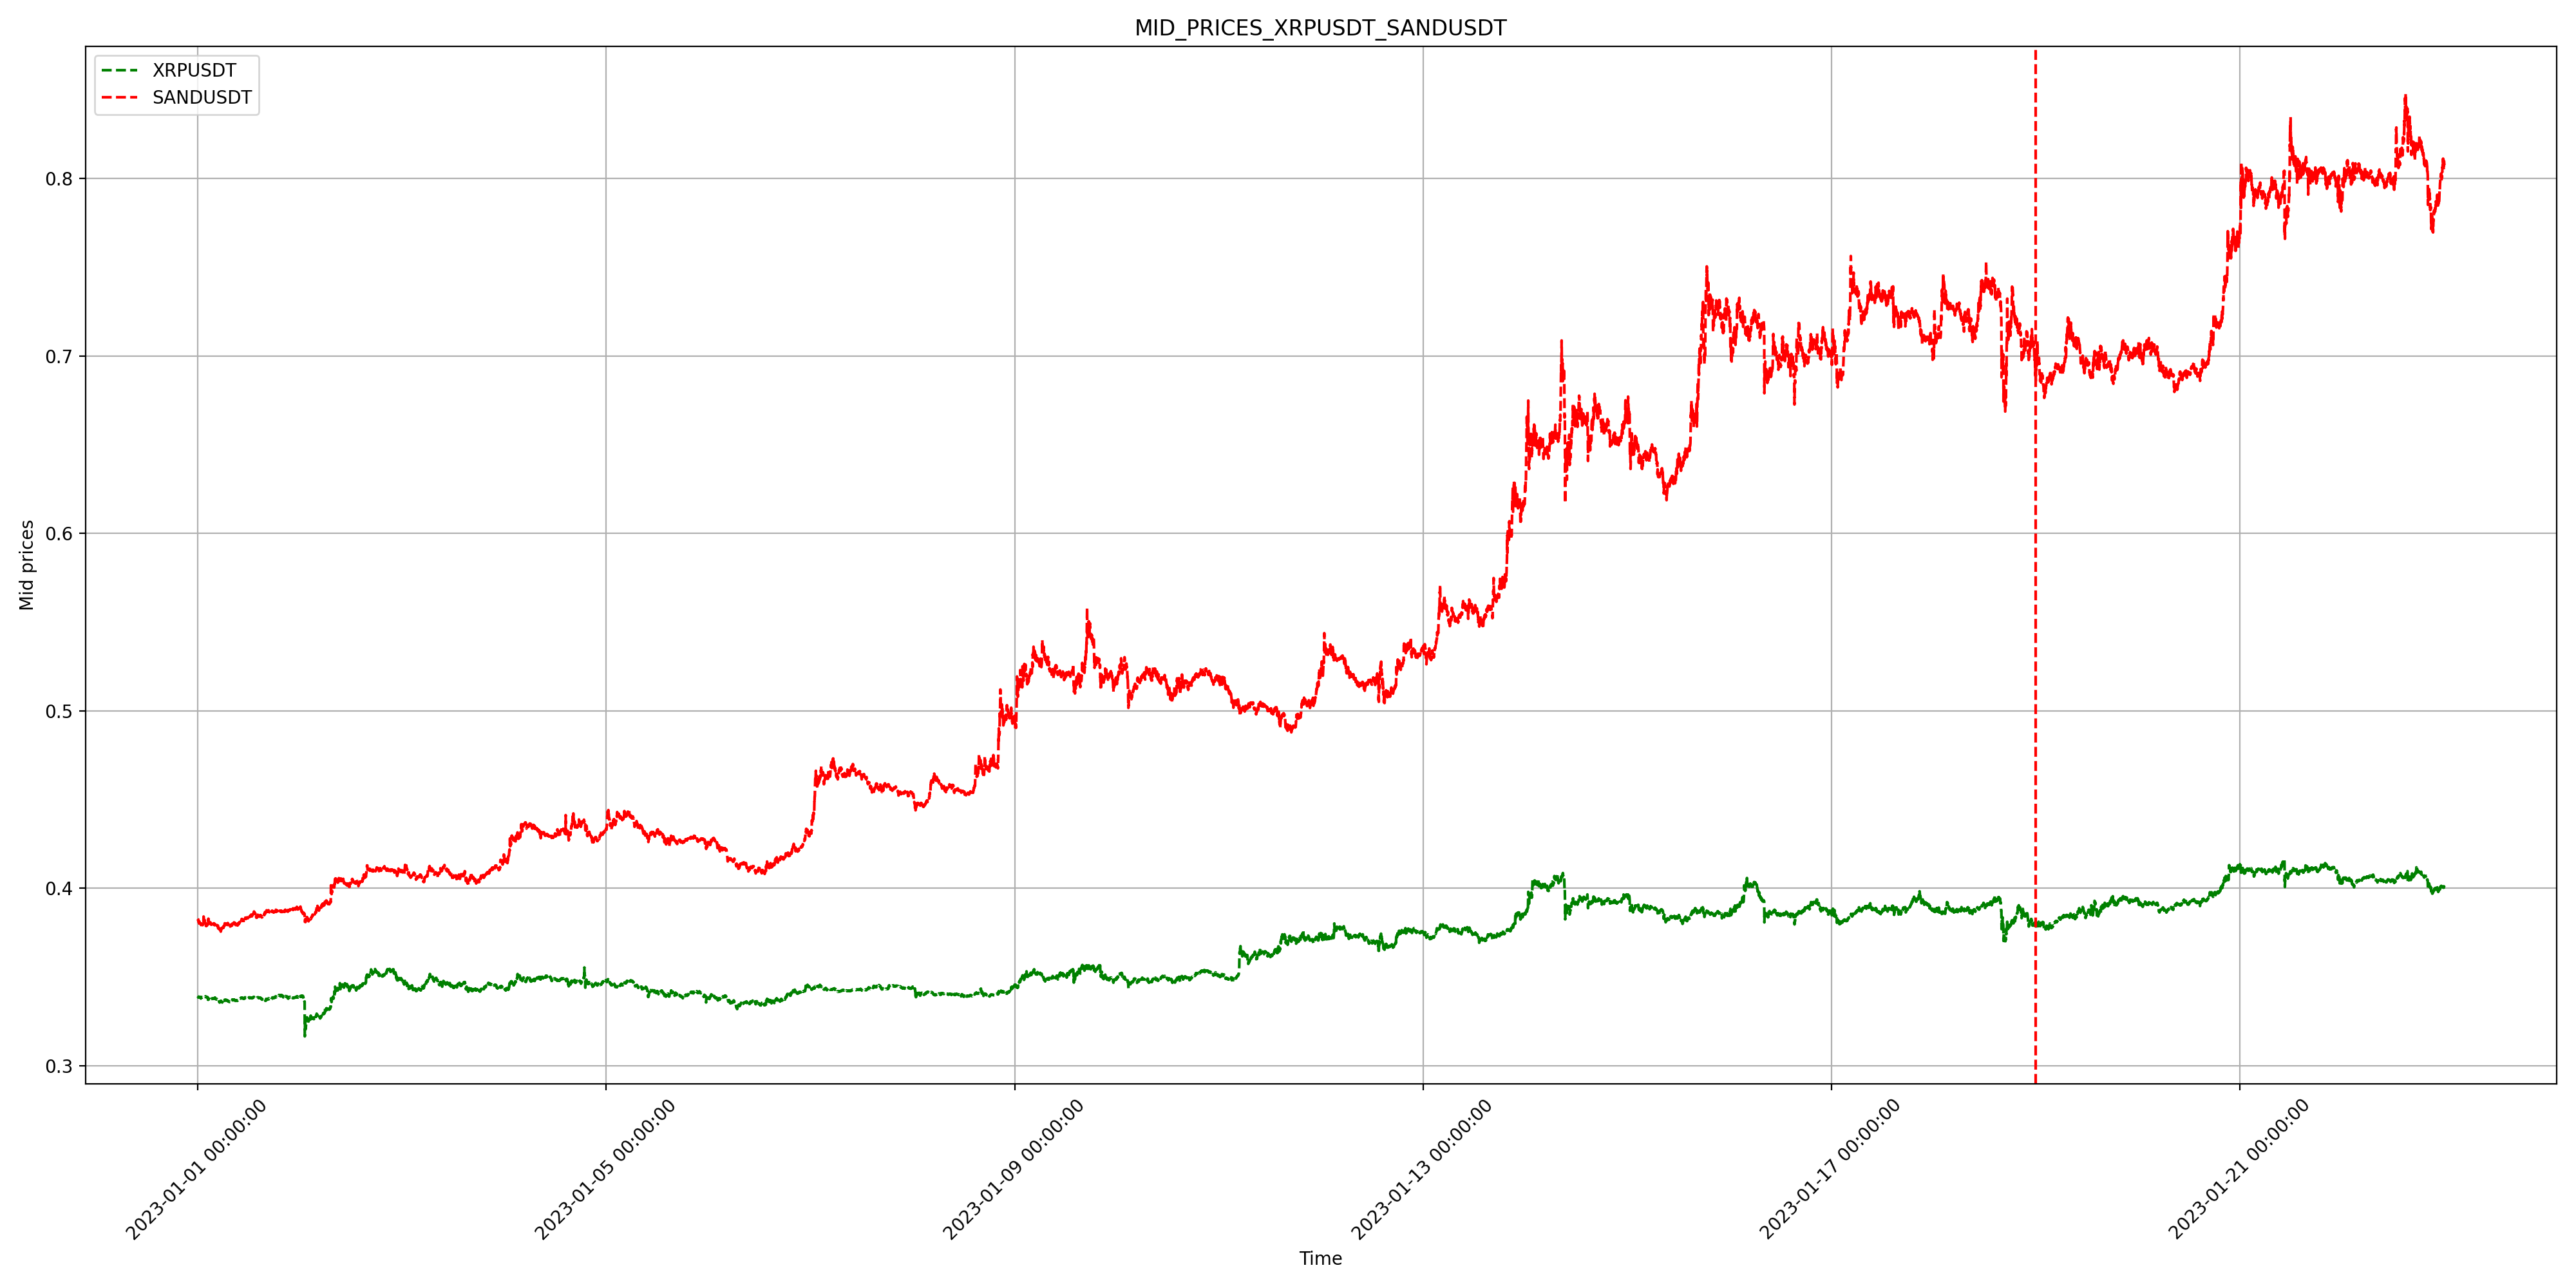 MID_PRICES_XRPUSDT_SANDUSDT
XRPUSDT
SANDUSDT
0.8
0.7
0.6
0.5
0.4
0.3
Mid prices
2023-01-01 00:00:00
2023-01-05 00:00:00
2023-01-09 00:00:00
2023-01-13 00:00:00
2023-01-17 00:00:00
2023-01-21 00:00:00
Time